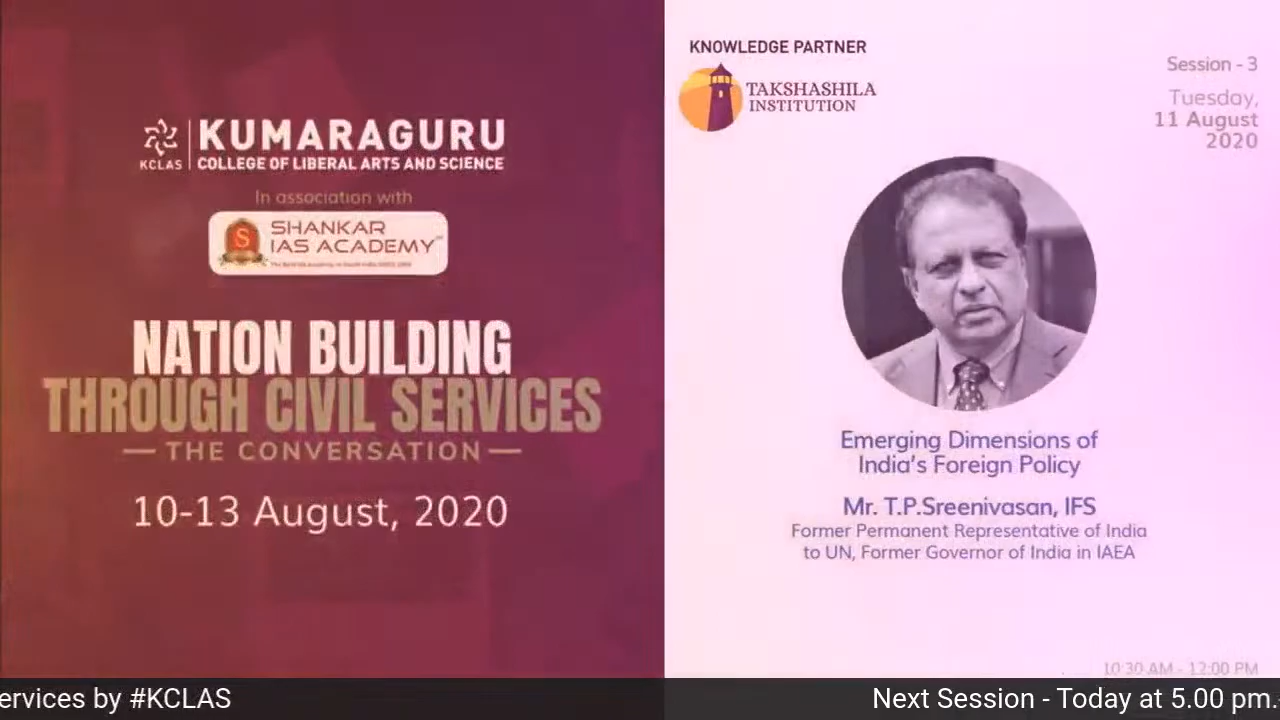 KCLAS
KUMARAGURU
COLLEGE OF LIBERAL ARTS AND SCIENCE
In association with
S
SHANKAR
IAS ACADEMY
NATION BUILDING
THROUGH CIVIL SERVICES
— THE CONVERSATION —
10-13 August, 2020
KNOWLEDGE PARTNER
TAKSHASHILA
INSTITUTION
Session - 3
Tuesday,
11 August
2020
Emerging Dimensions of
India's Foreign Policy
Mr. T.P.Sreenivasan, IFS
Former Permanent Representative of India
to UN, Former Governor of India in IAEA
10:30 AM - 12:00 PM
ervices by #KCLAS
Next Session - Today at 5.00 pm.